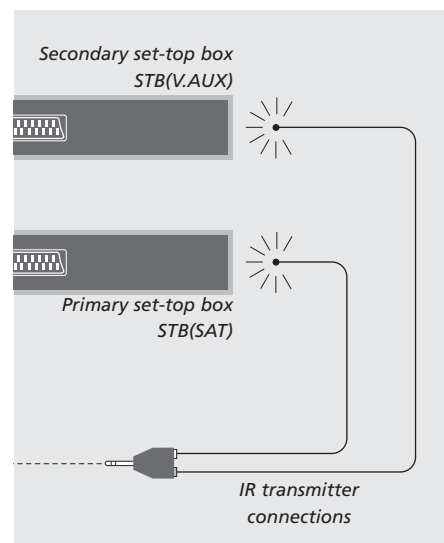 Secondary set-top box
STB(V.AUX)
Primary set-top box
STB(SAT)
IR transmitter
connections